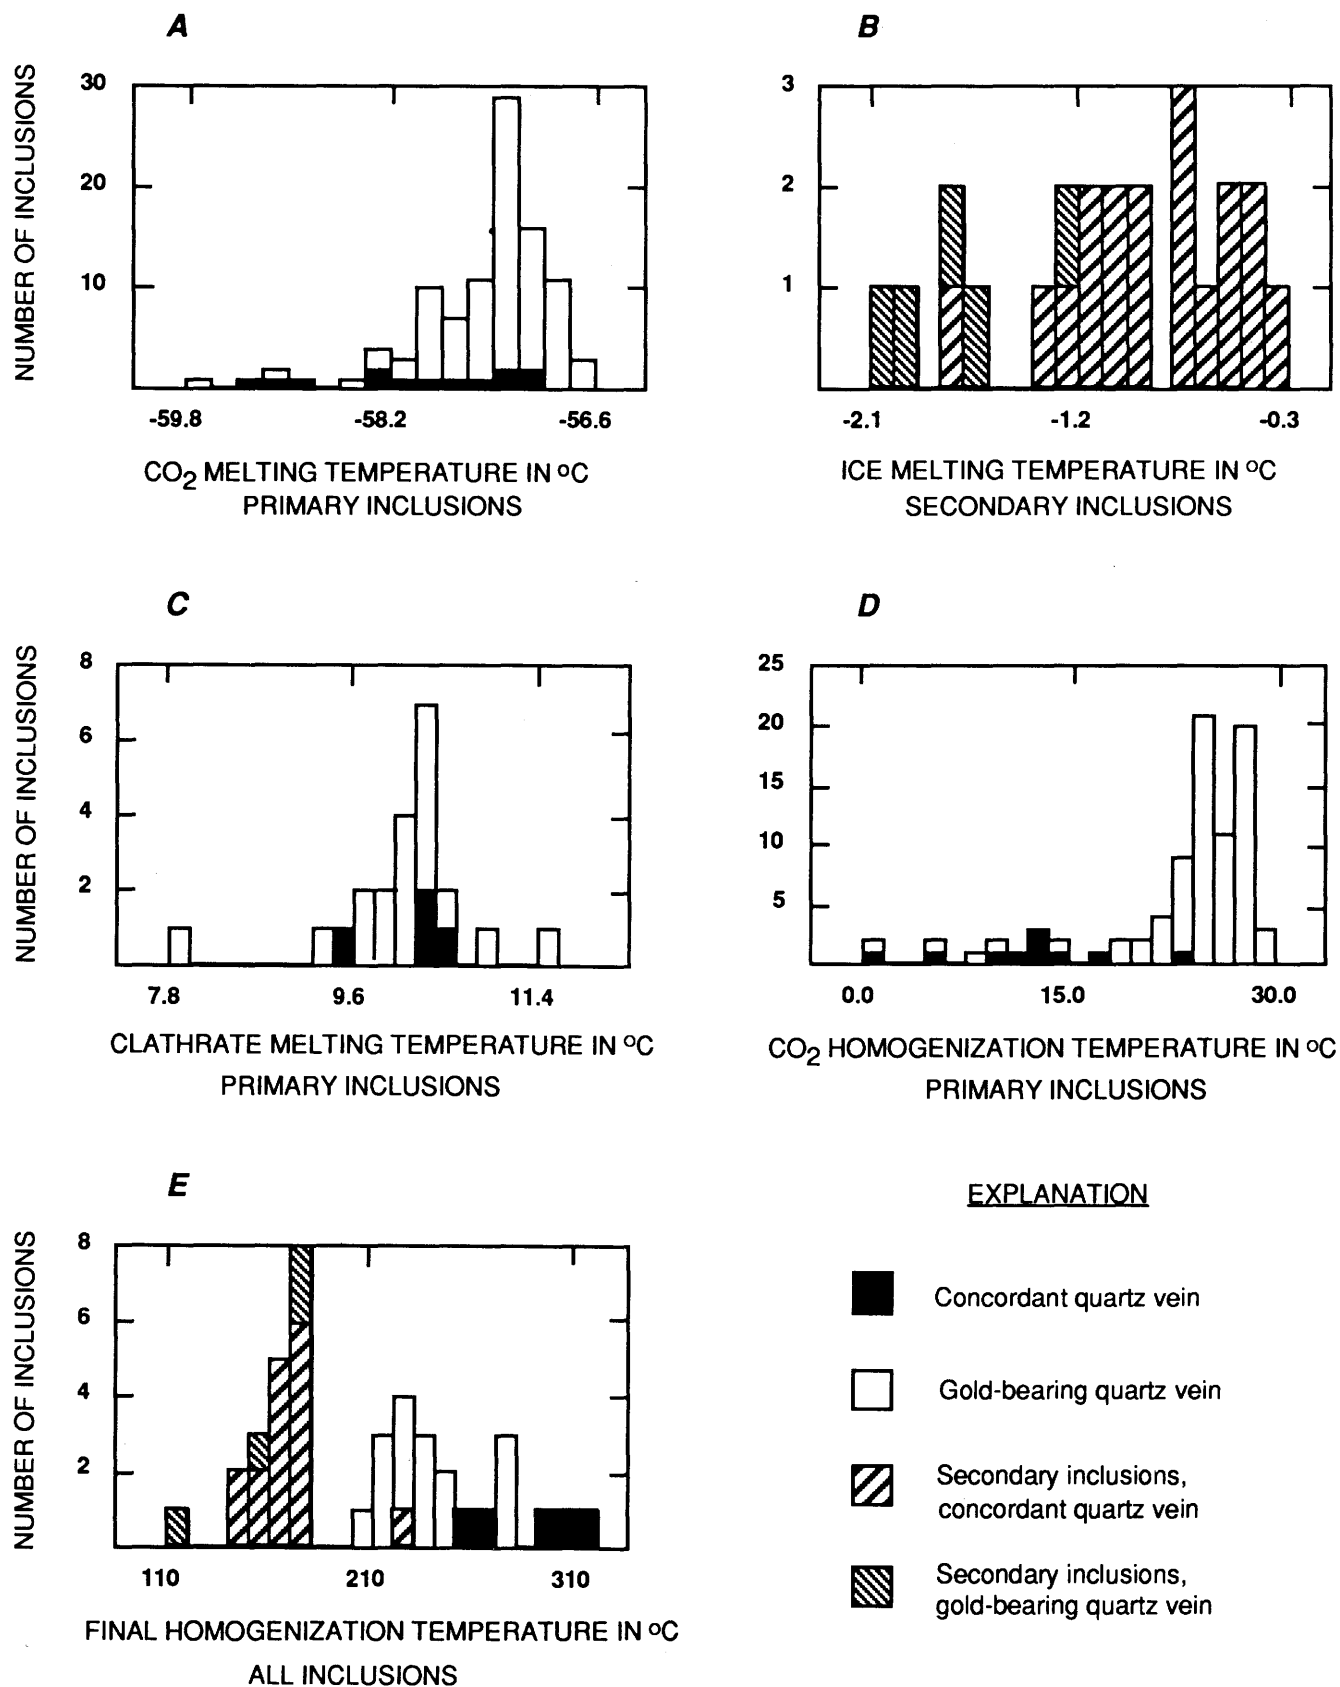 A
NUMBER OF INCLUSIONS
30
20
10
-59.8 -58.2 -56.6
CO2 MELTING TEMPERATURE IN oC
PRIMARY INCLUSIONS
B
3
2
1
-2.1 -1.2 -0.3
ICE MELTING TEMPERATURE IN oC
SECONDARY INCLUSIONS
C
NUMBER OF INCLUSIONS
8
6
4
2
7.8 9.6 11.4
CLATHRATE MELTING TEMPERATURE IN oC
PRIMARY INCLUSIONS
D
25
20
15
10
5
0.0 15.0 30.0
CO2 HOMOGENIZATION TEMPERATURE IN oC
PRIMARY INCLUSIONS
E
NUMBER OF INCLUSIONS
8
6
4
2
110 210 310
FINAL HOMOGENIZATION TEMPERATURE IN oC
ALL INCLUSIONS
EXPLANATION
Concordant quartz vein
Gold-bearing quartz vein
Secondary inclusions,
concordant quartz vein
Secondary inclusions,
gold-bearing quartz vein